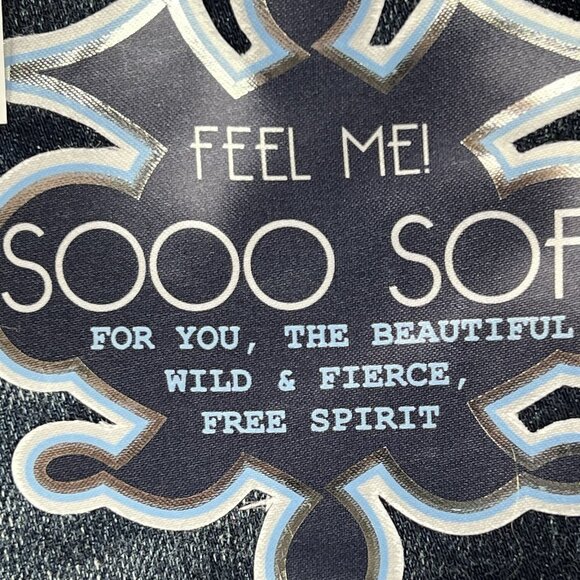 FEEL ME!
SOOO SOF
FOR YOU, THE BEAUTIFUL
WILD & FIERCE,
FREE SPIRIT